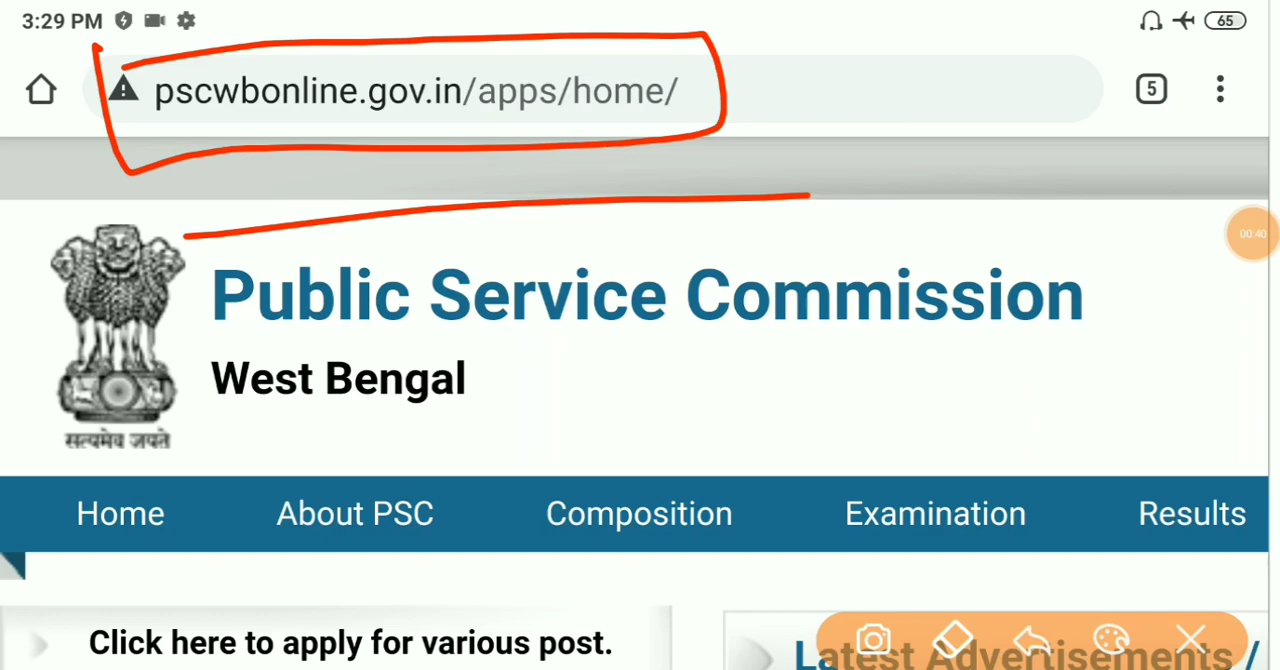 3:29 PM
65
pscwbonline.gov.in/apps/home/
5
00:40
Public Service Commission
West Bengal
सत्यमेव जयते
Home About PSC Composition Examination Results
Click here to apply for various post.
Latest Advertisements /